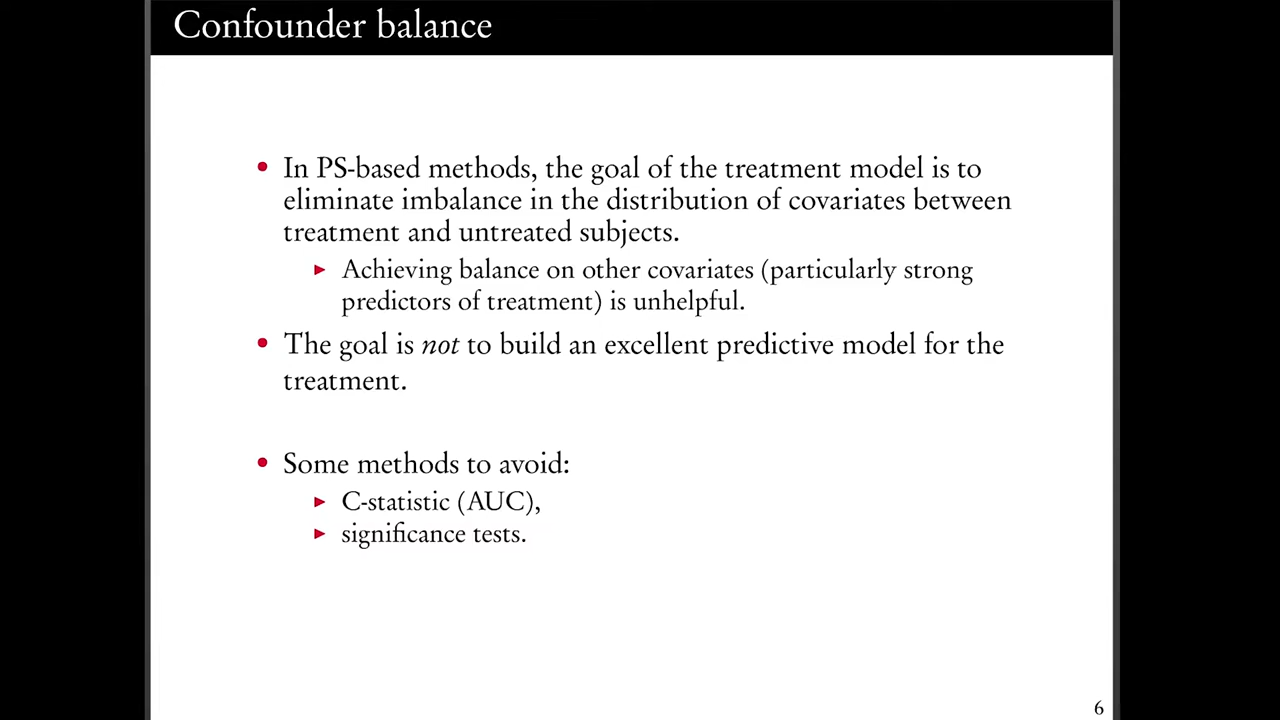 Confounder balance
• In PS-based methods, the goal of the treatment model is to
eliminate imbalance in the distribution of covariates between
treatment and untreated subjects.
▶ Achieving balance on other covariates (particularly strong
predictors of treatment) is unhelpful.
• The goal is not to build an excellent predictive model for the
treatment.
• Some methods to avoid:
▶ C-statistic (AUC),
▶ significance tests.
6